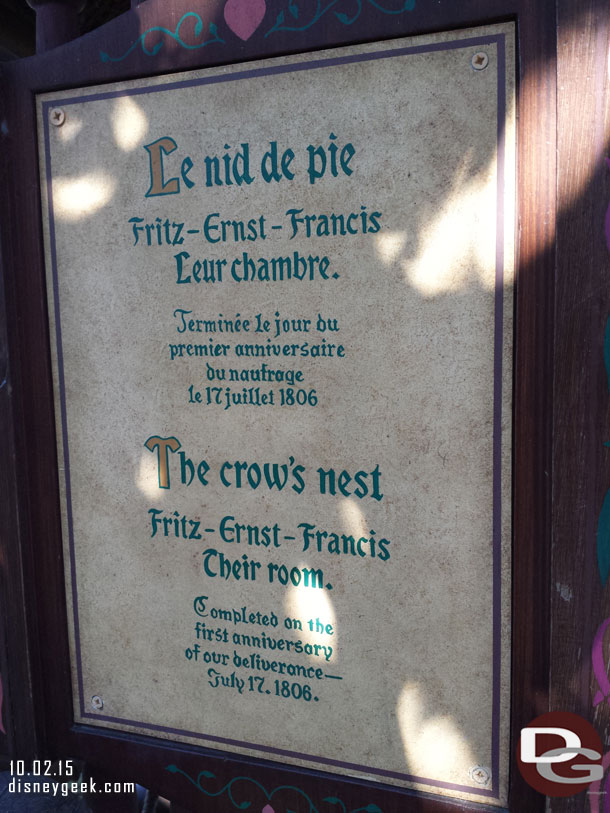 Le nid de pie
Fritz-Ernst-Francis
Leur chambre.
Terminée le jour du
premier anniversaire
du naufrage
le 17 juillet 1806
The crow's nest
Fritz-Ernst-Francis
Their room.
Completed on the
first anniversary
of our deliverance—
July 17. 1806.
10.02.15
disneygeek.com
DG